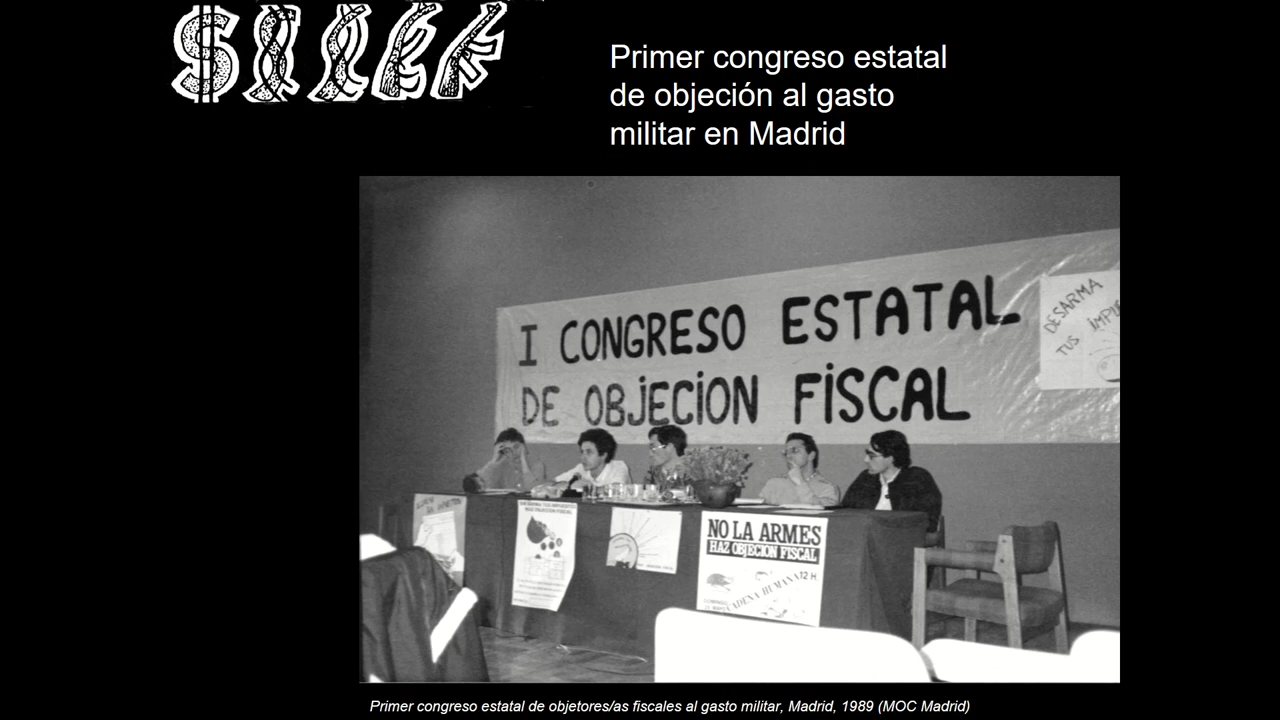 Primer congreso estatal
de objeción al gasto
militar en Madrid
I CONGRESO ESTATAL
DE OBJECION FISCAL
DESARMA
TUS
NO LA ARMES
HAZ OBJECION FISCAL
HUMANA 12 H.
Primer congreso estatal de objetores/as fiscales al gasto militar, Madrid, 1989 (MOC Madrid)